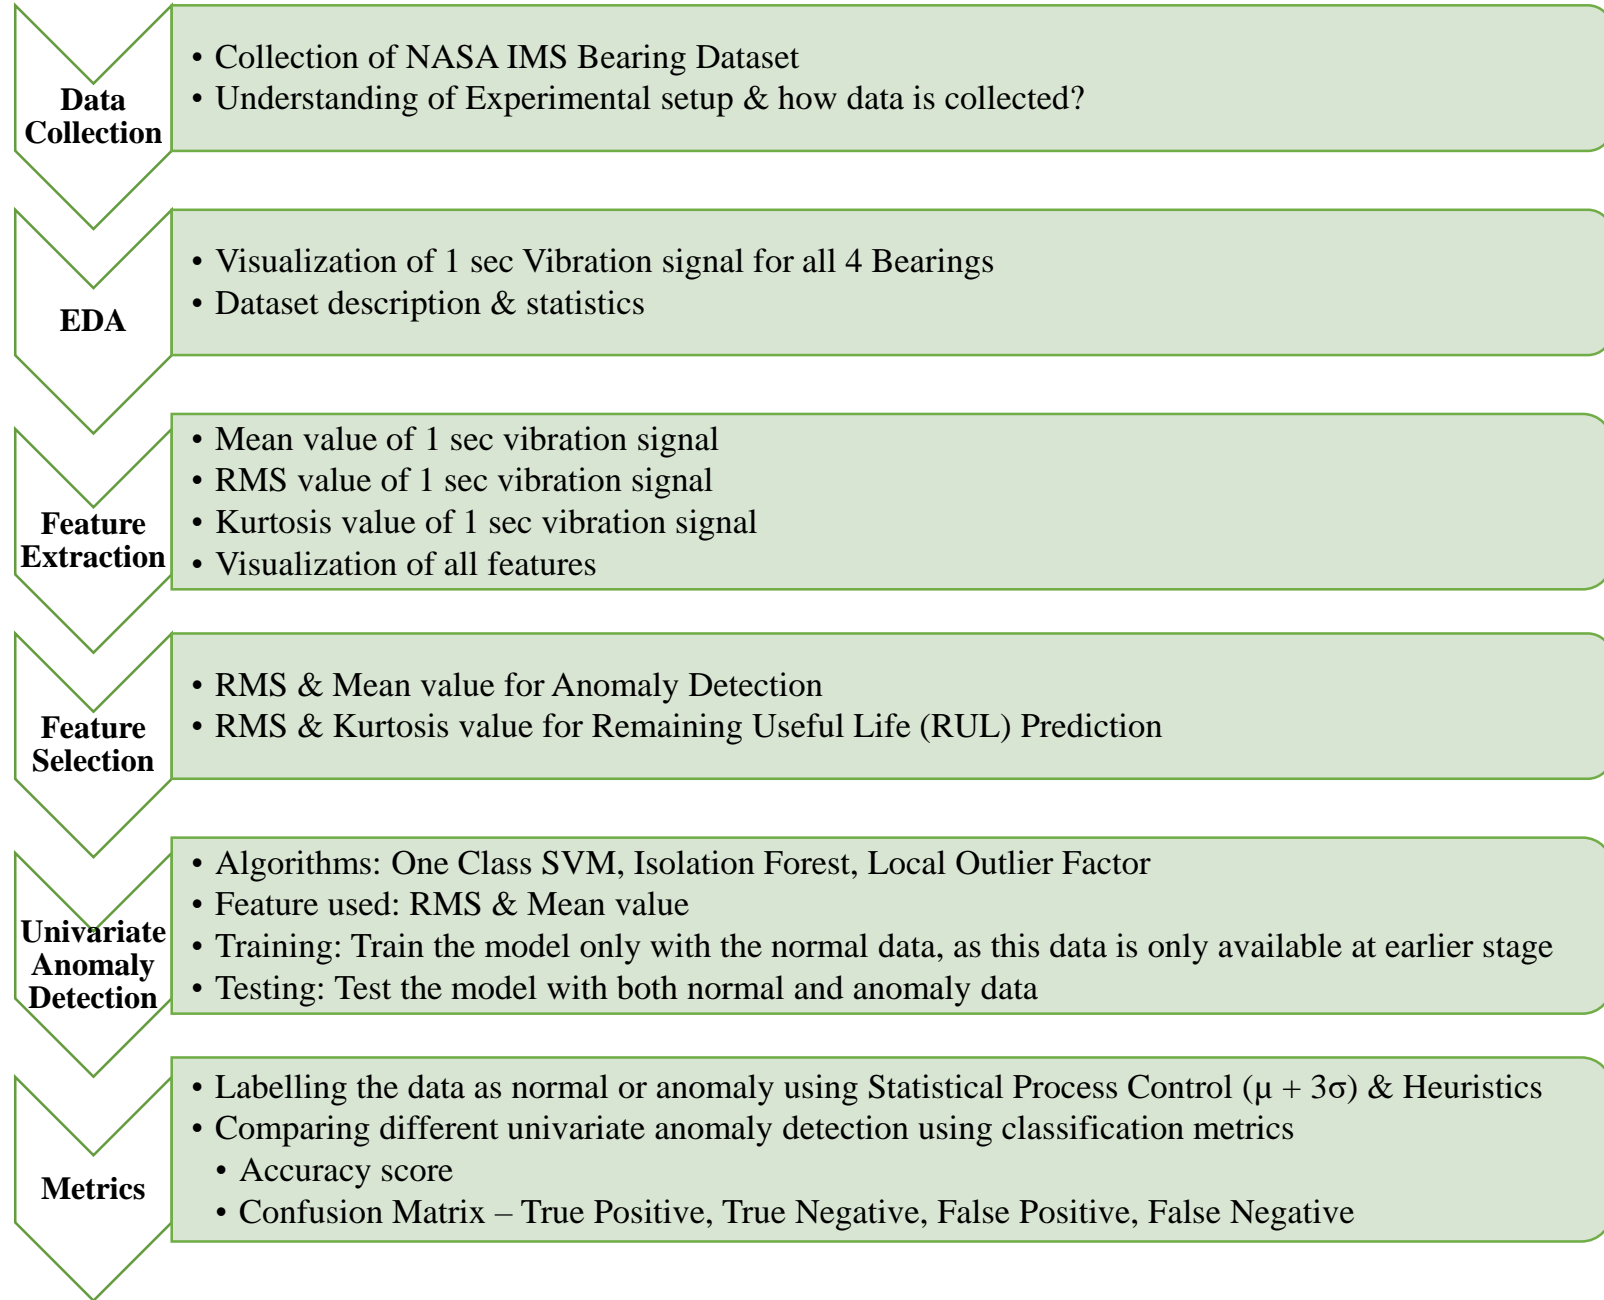 Data
Collection
• Collection of NASA IMS Bearing Dataset
• Understanding of Experimental setup & how data is collected?
EDA
• Visualization of 1 sec Vibration signal for all 4 Bearings
• Dataset description & statistics
Feature
Extraction
• Mean value of 1 sec vibration signal
• RMS value of 1 sec vibration signal
• Kurtosis value of 1 sec vibration signal
• Visualization of all features
Feature
Selection
• RMS & Mean value for Anomaly Detection
• RMS & Kurtosis value for Remaining Useful Life (RUL) Prediction
Univariate
Anomaly
Detection
• Algorithms: One Class SVM, Isolation Forest, Local Outlier Factor
• Feature used: RMS & Mean value
• Training: Train the model only with the normal data, as this data is only available at earlier stage
• Testing: Test the model with both normal and anomaly data
Metrics
• Labelling the data as normal or anomaly using Statistical Process Control (μ + 3σ) & Heuristics
• Comparing different univariate anomaly detection using classification metrics
• Accuracy score
• Confusion Matrix – True Positive, True Negative, False Positive, False Negative